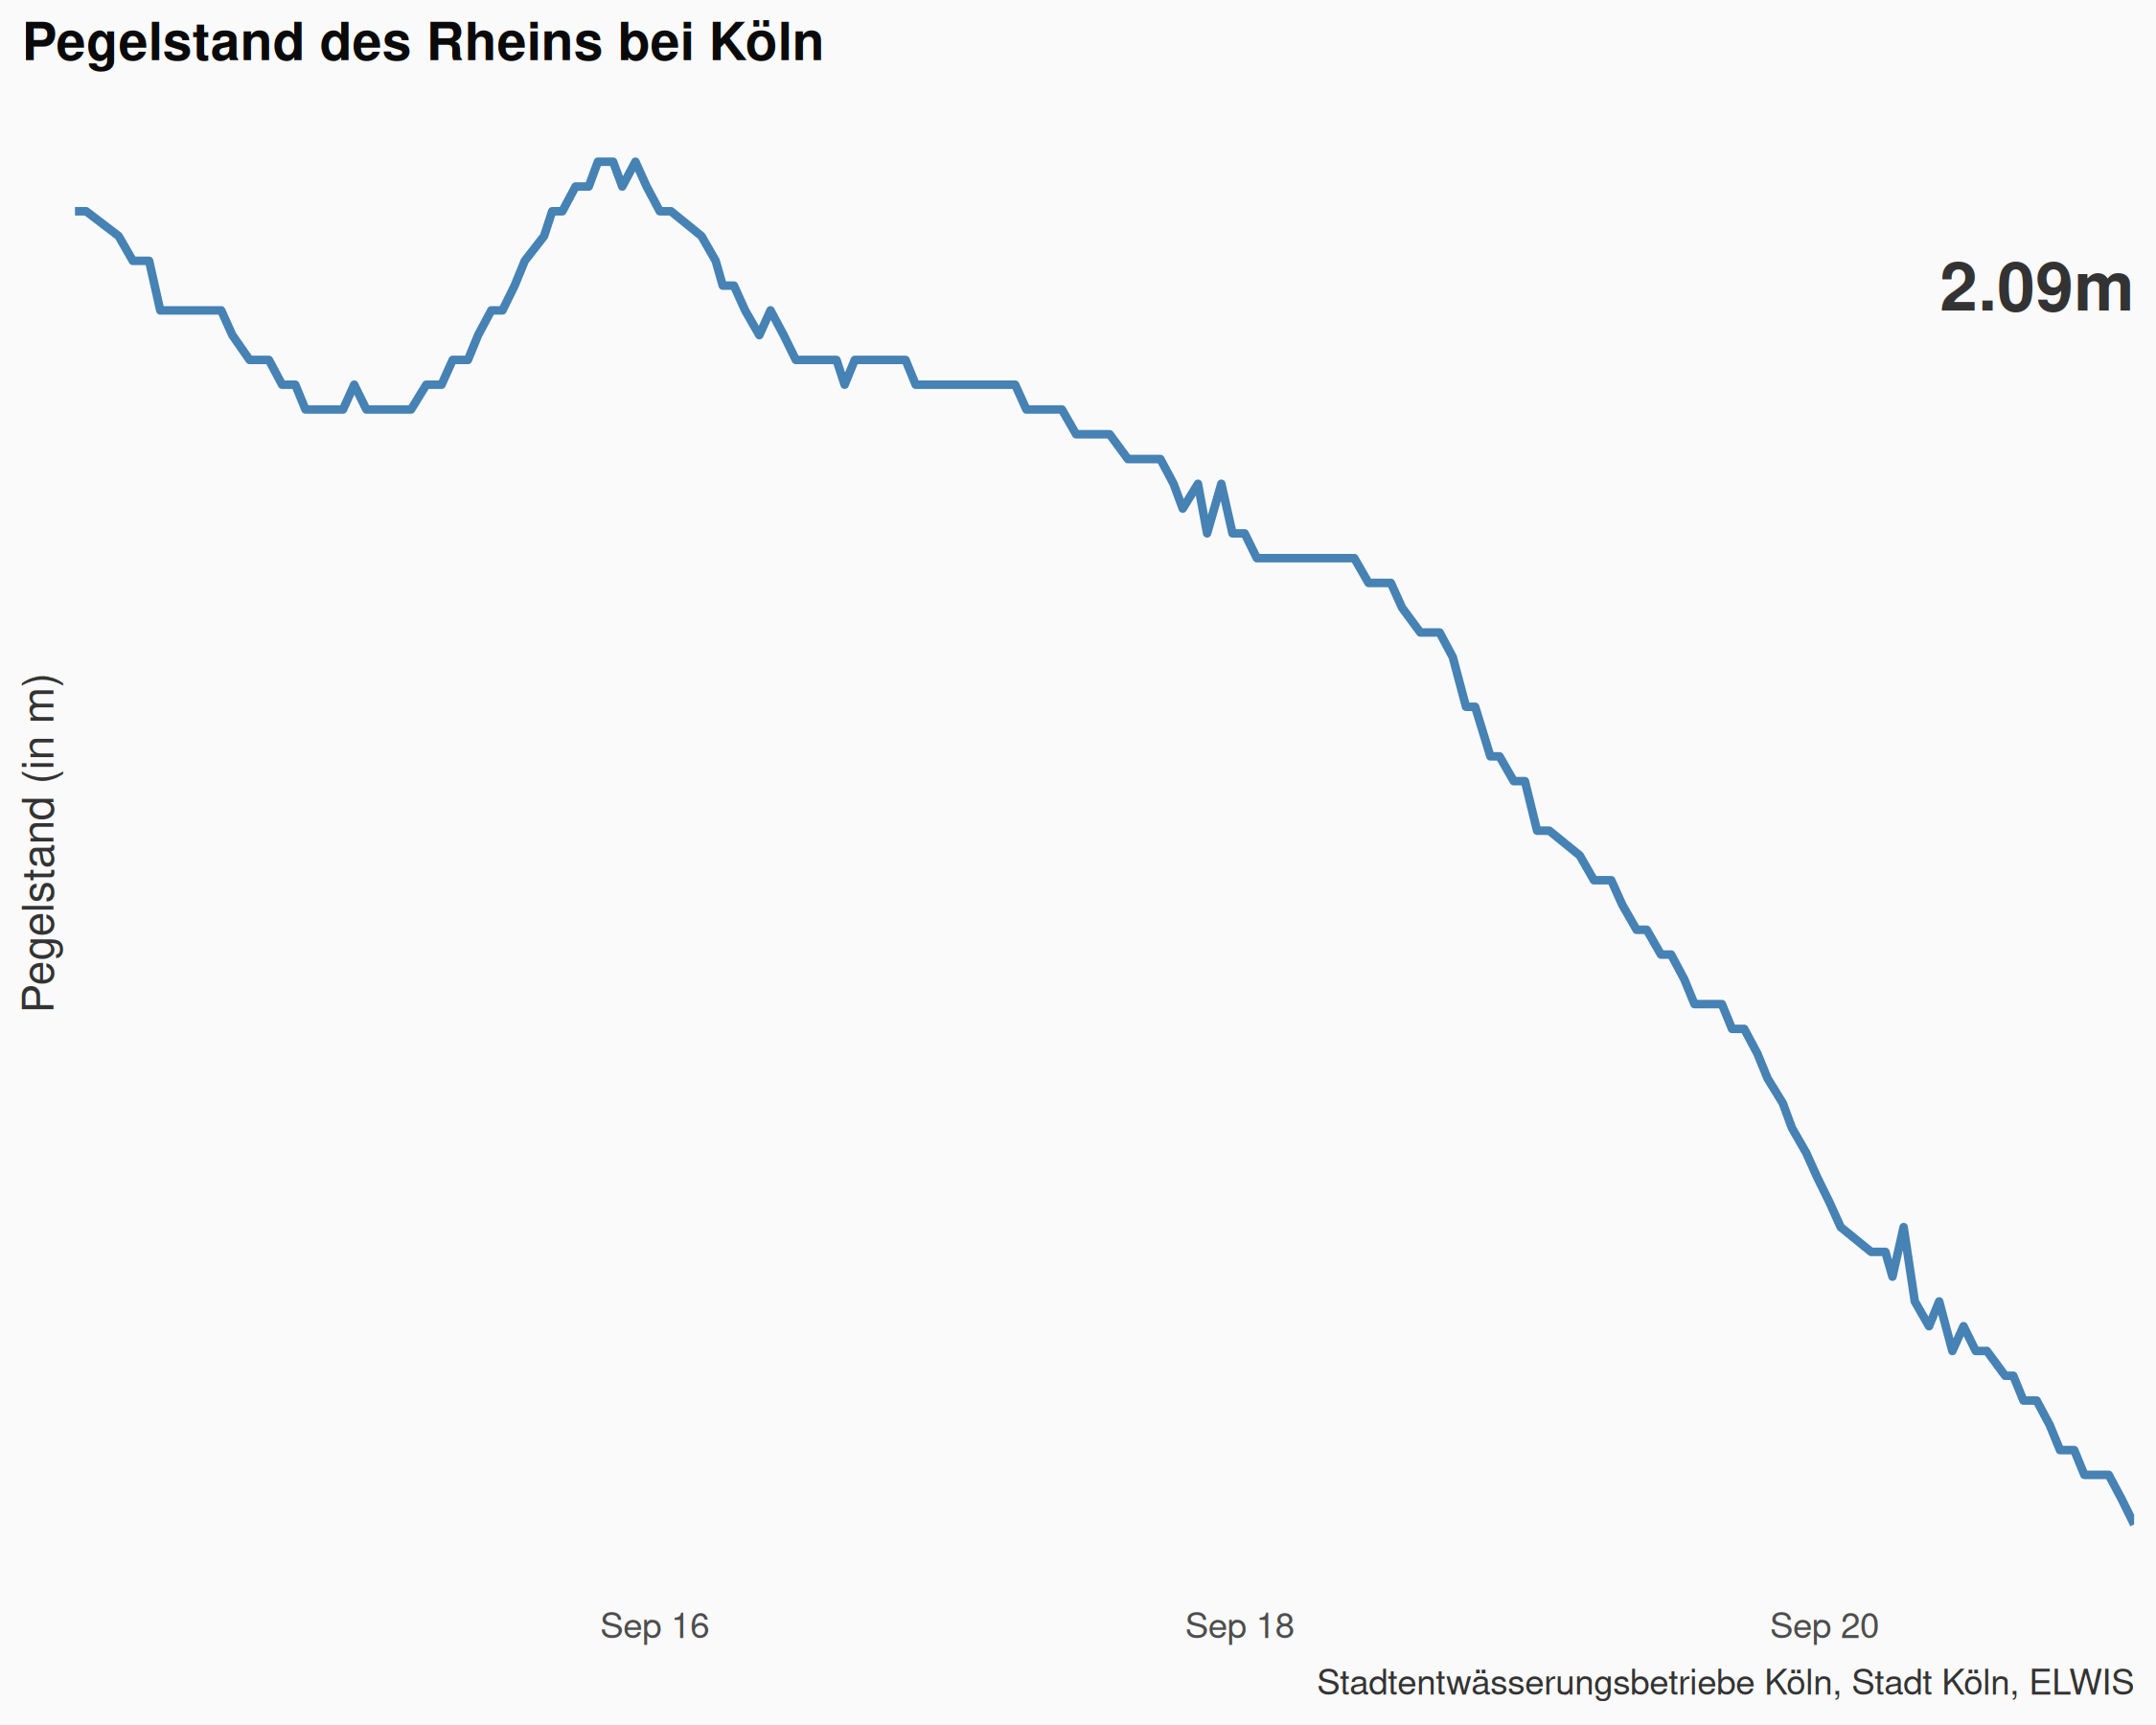 Pegelstand des Rheins bei Köln
2.09m
Pegelstand (in m)
Sep 16
Sep 18
Sep 20
Stadtentwässerungsbetriebe Köln, Stadt Köln, ELWIS